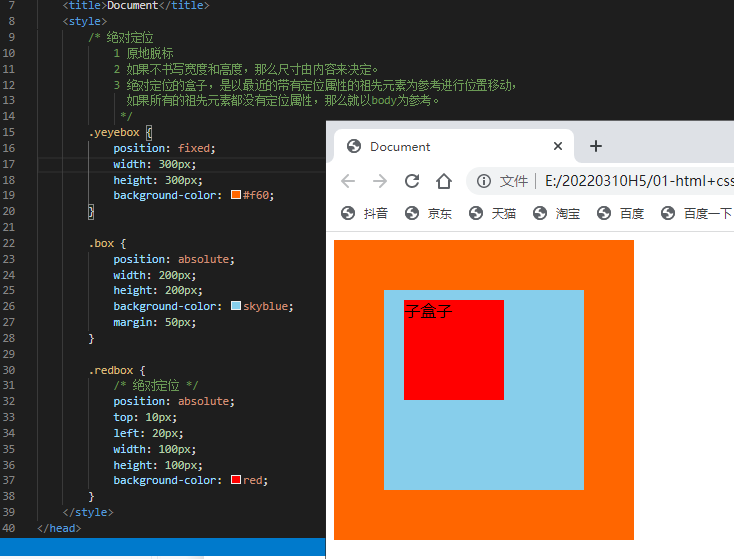 7 <title>Document</title>
8 <style>
9 /* 绝对定位
10 1 原地脱标
11 2 如果不书写宽度和高度，那么尺寸由内容来决定。
12 3 绝对定位的盒子，是以最近的带有定位属性的祖先元素为参考进行位置移动，
13 如果所有的祖先元素都没有定位属性，那么就以body为参考。
14 */
15 .yeyebox {
16 position: fixed;
17 width: 300px;
18 height: 300px;
19 background-color: #f60;
20 }
21
22 .box {
23 position: absolute;
24 width: 200px;
25 height: 200px;
26 background-color: skyblue;
27 margin: 50px;
28 }
29
30 .redbox {
31 /* 绝对定位 */
32 position: absolute;
33 top: 10px;
34 left: 20px;
35 width: 100px;
36 height: 100px;
37 background-color: red;
38 }
39 </style>
40 </head>
Document
文件 E:/20220310H5/01-html+css
抖音 京东 天猫 淘宝 百度 百度一下
子盒子